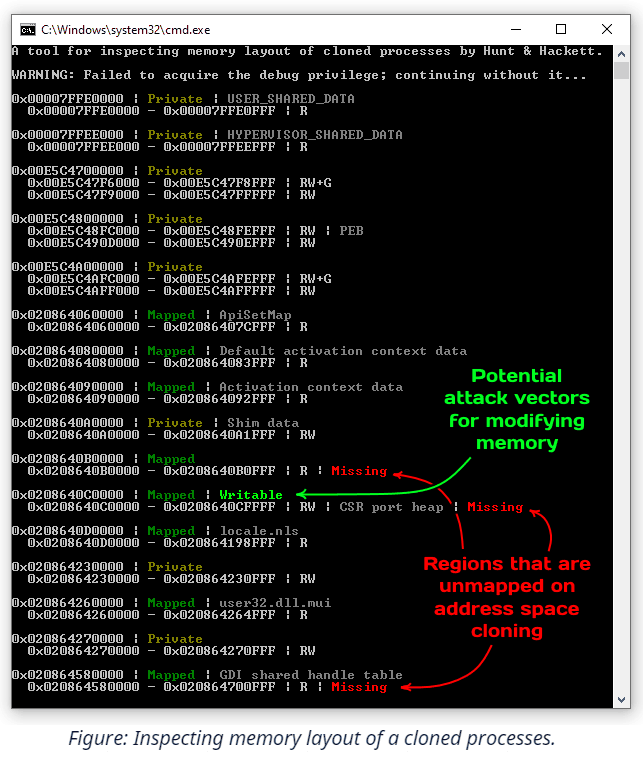 C:\Windows\system32\cmd.exe
A tool for inspecting memory layout of cloned processes by Hunt & Hackett.
WARNING: Failed to acquire the debug privilege; continuing without it...
0x00007FFE0000 | Private | USER_SHARED_DATA
0x00007FFE0000 - 0x00007FFE0FFF | R
0x00007FFEE000 | Private | HYPERVISOR_SHARED_DATA
0x00007FFEE000 - 0x00007FFEEFFF | R
0x00E5C4700000 | Private
0x00E5C47F6000 - 0x00E5C47F8FFF | RW+G
0x00E5C47F9000 - 0x00E5C47FFFFF | RW
0x00E5C4800000 | Private
0x00E5C48FC000 - 0x00E5C48FEFFF | RW | PEB
0x00E5C490D000 - 0x00E5C490EFFF | RW
0x00E5C4A00000 | Private
0x00E5C4AFC000 - 0x00E5C4AFEFFF | RW+G
0x00E5C4AFF000 - 0x00E5C4AFFFFF | RW
0x020864060000 | Mapped | ApiSetMap
0x020864060000 - 0x02086407CFFF | R
0x020864080000 | Mapped | Default activation context data
0x020864080000 - 0x020864083FFF | R
0x020864090000 | Mapped | Activation context data
0x020864090000 - 0x020864092FFF | R
0x0208640A0000 | Private | Shim data
0x0208640A0000 - 0x0208640A1FFF | RW
0x0208640B0000 | Mapped
0x0208640B0000 - 0x0208640B0FFF | R | Missing
0x0208640C0000 | Mapped | Writable
0x0208640C0000 - 0x0208640CFFFF | RW | CSR port heap | Missing
0x0208640D0000 | Mapped | locale.nls
0x0208640D0000 - 0x020864198FFF | R
0x020864230000 | Private
0x020864230000 - 0x020864230FFF | RW
0x020864260000 | Mapped | user32.dll.mui
0x020864260000 - 0x020864264FFF | R
0x020864270000 | Private
0x020864270000 - 0x020864270FFF | RW
0x020864580000 | Mapped | GDI shared handle table
0x020864580000 - 0x020864700FFF | R | Missing
Potential
attack vectors
for modifying
memory
Regions that are
unmapped on
address space
cloning
Figure: Inspecting memory layout of a cloned processes.